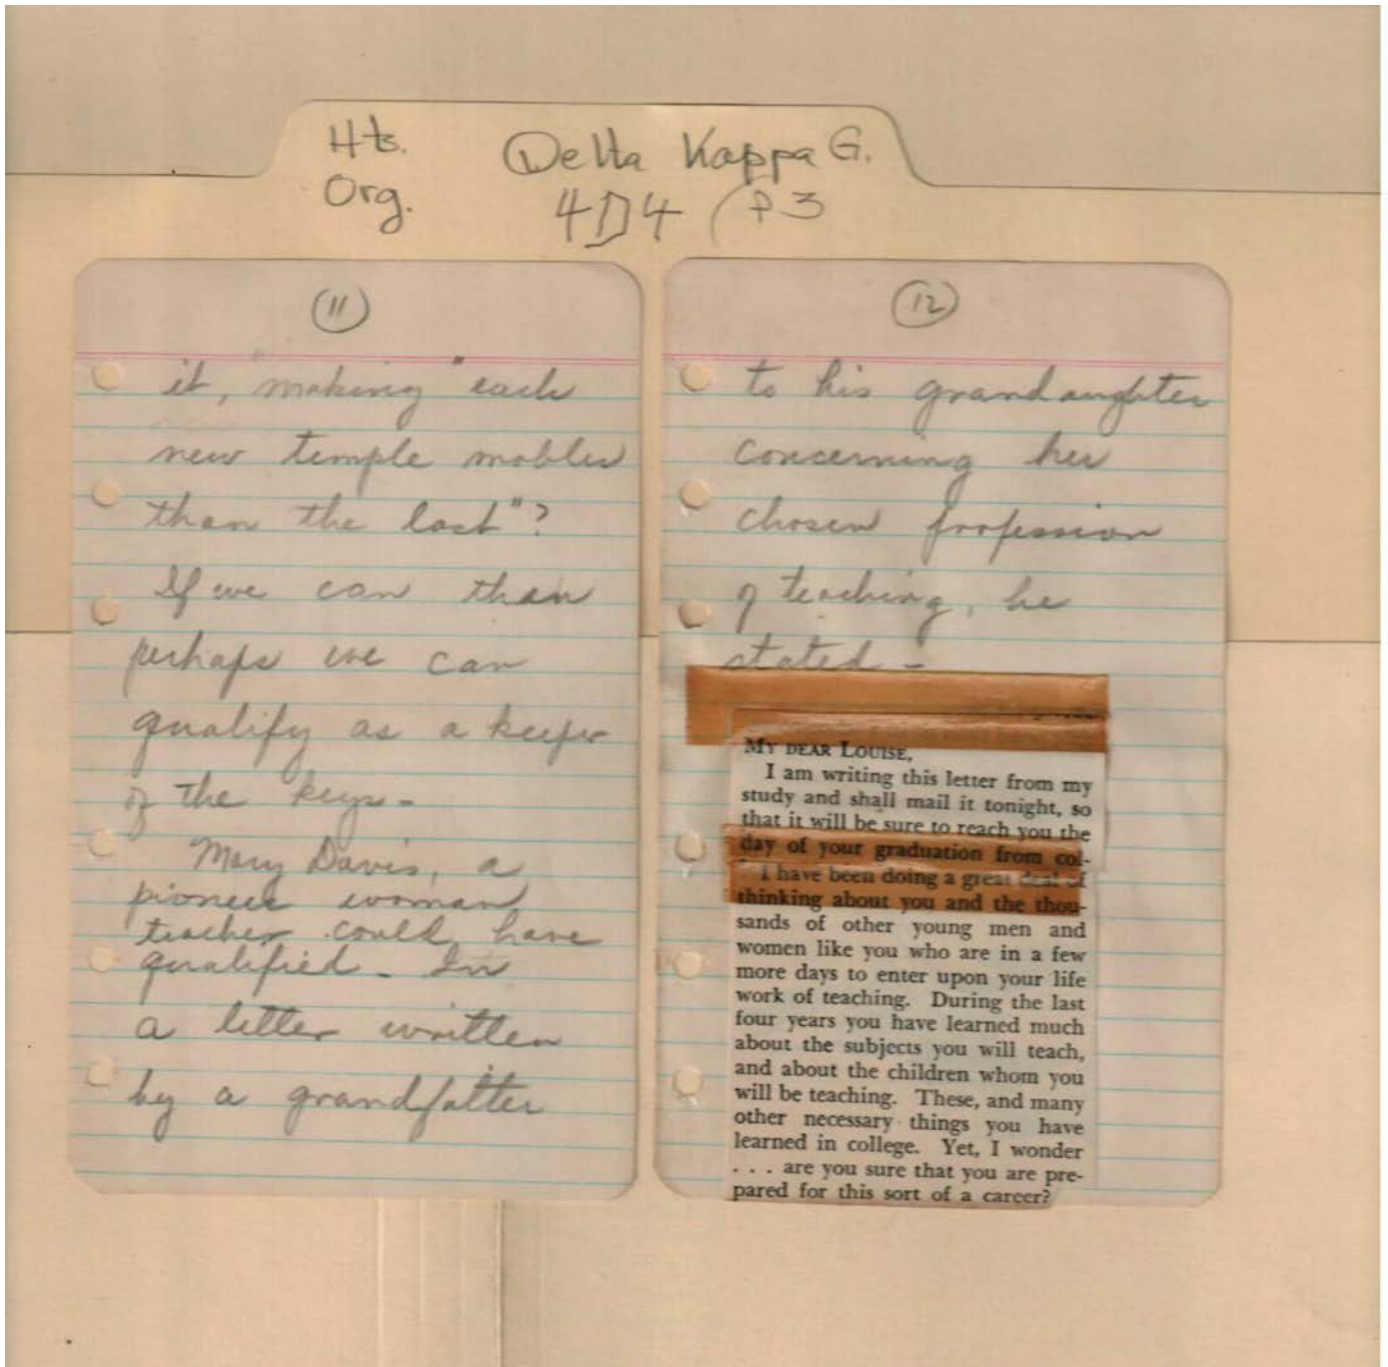 Hts. Delta Kappa G.
Org. 4D4 (P3
(11)
it, "making" each
new temple nobler
than the last"?
If we can than
perhaps we can
qualify as a keeper
of the keys -
Mary Davis, a
pioneer woman
teacher could have
qualified - In
a letter written
by a grandfather
(12)
to his grandaughter
concerning her
chosen profession
of teaching, he
stated -
MY DEAR LOUISE,
I am writing this letter from my
study and shall mail it tonight, so
that it will be sure to reach you the
day of your graduation from col-
I have been doing a great deal of
thinking about you and the thou-
sands of other young men and
women like you who are in a few
more days to enter upon your life
work of teaching. During the last
four years you have learned much
about the subjects you will teach,
and about the children whom you
will be teaching. These, and many
other necessary things you have
learned in college. Yet, I wonder
. . . are you sure that you are pre-
pared for this sort of a career?